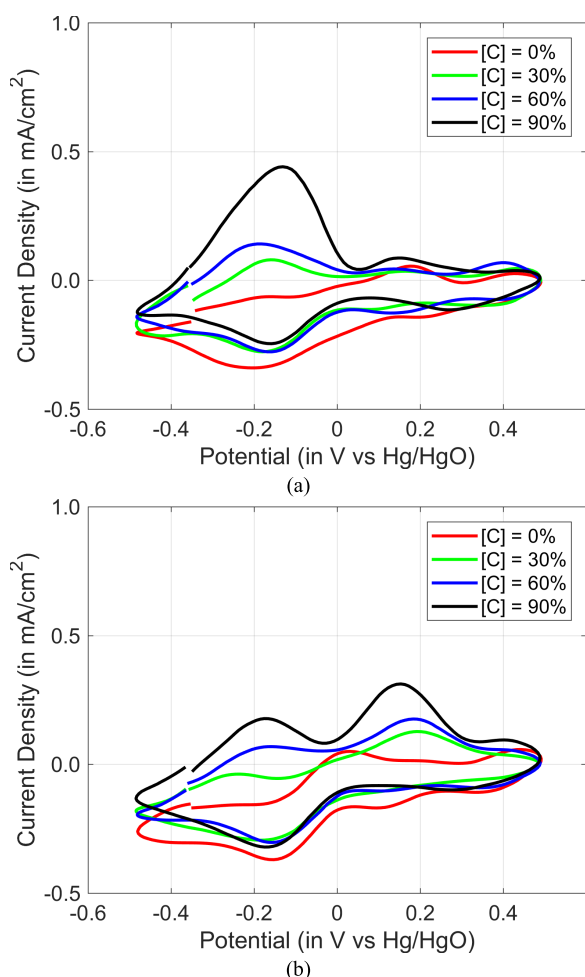 1.0
0.5
0.0
-0.5
-0.6
-0.4
-0.2
0
0.2
0.4
Current Density (in mA/cm²)
Potential (in V vs Hg/HgO)
[C] = 0%
[C] = 30%
[C] = 60%
[C] = 90%
(a)
1.0
0.5
0.0
-0.5
-0.6
-0.4
-0.2
0
0.2
0.4
Current Density (in mA/cm²)
Potential (in V vs Hg/HgO)
[C] = 0%
[C] = 30%
[C] = 60%
[C] = 90%
(b)